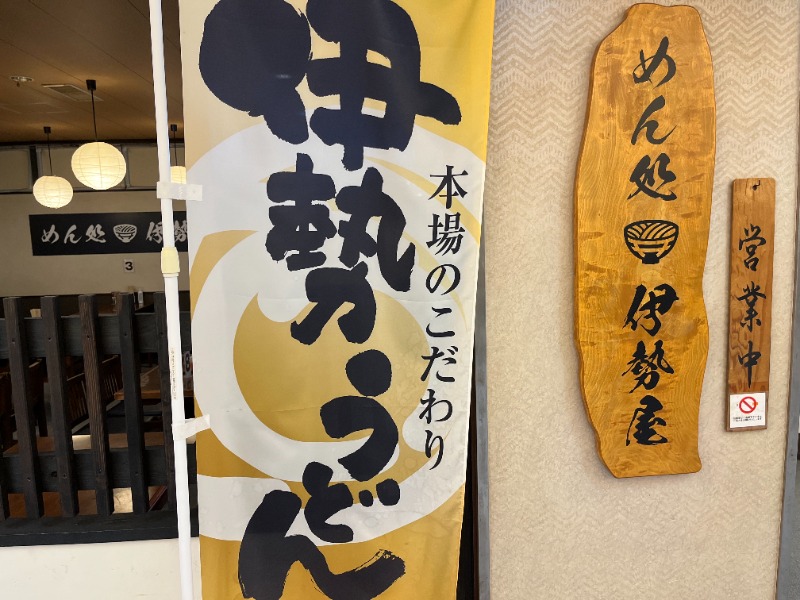 伊勢うどん
本場のこだわり
めん処 伊勢屋
営業中
めん処 伊勢
3